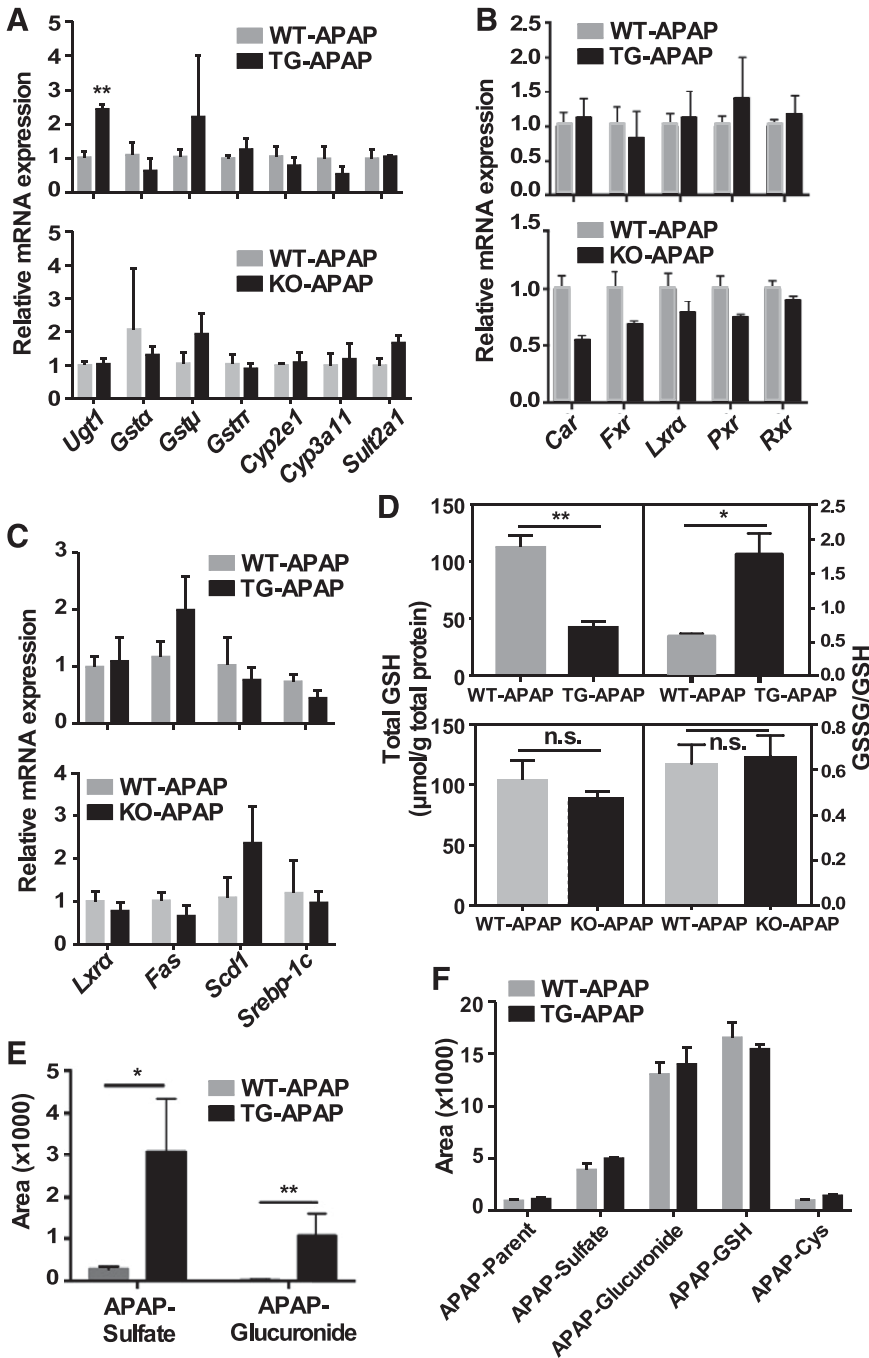 A
Relative mRNA expression
5
4
3
2
1
0
WT-APAP
TG-APAP
**
5
4
3
2
1
0
WT-APAP
KO-APAP
Ugt1
Gstα
Gstμ
Gstπ
Cyp2e1
Cyp3a11
Sult2a1
B
Relative mRNA expression
2.5
2.0
1.5
1.0
0.5
0.0
WT-APAP
TG-APAP
1.5
1.0
0.5
0.0
WT-APAP
KO-APAP
Car
Fxr
Lxrα
Pxr
Rxr
C
Relative mRNA expression
3
2
1
0
WT-APAP
TG-APAP
4
3
2
1
0
WT-APAP
KO-APAP
Lxrα
Fas
Scd1
Srebp-1c
D
Total GSH
(μmol/g total protein)
150
100
50
0
**
WT-APAP TG-APAP
*
WT-APAP TG-APAP
2.5
2.0
1.5
1.0
0.5
0.0
GSSG/GSH
150
100
50
0
n.s.
WT-APAP KO-APAP
n.s.
WT-APAP KO-APAP
0.8
0.6
0.4
0.2
0.0
E
Area (x1000)
5
4
3
2
1
0
WT-APAP
TG-APAP
*
**
APAP-
Sulfate
APAP-
Glucuronide
F
Area (x1000)
20
15
10
5
0
WT-APAP
TG-APAP
APAP-Parent
APAP-Sulfate
APAP-Glucuronide
APAP-GSH
APAP-Cys